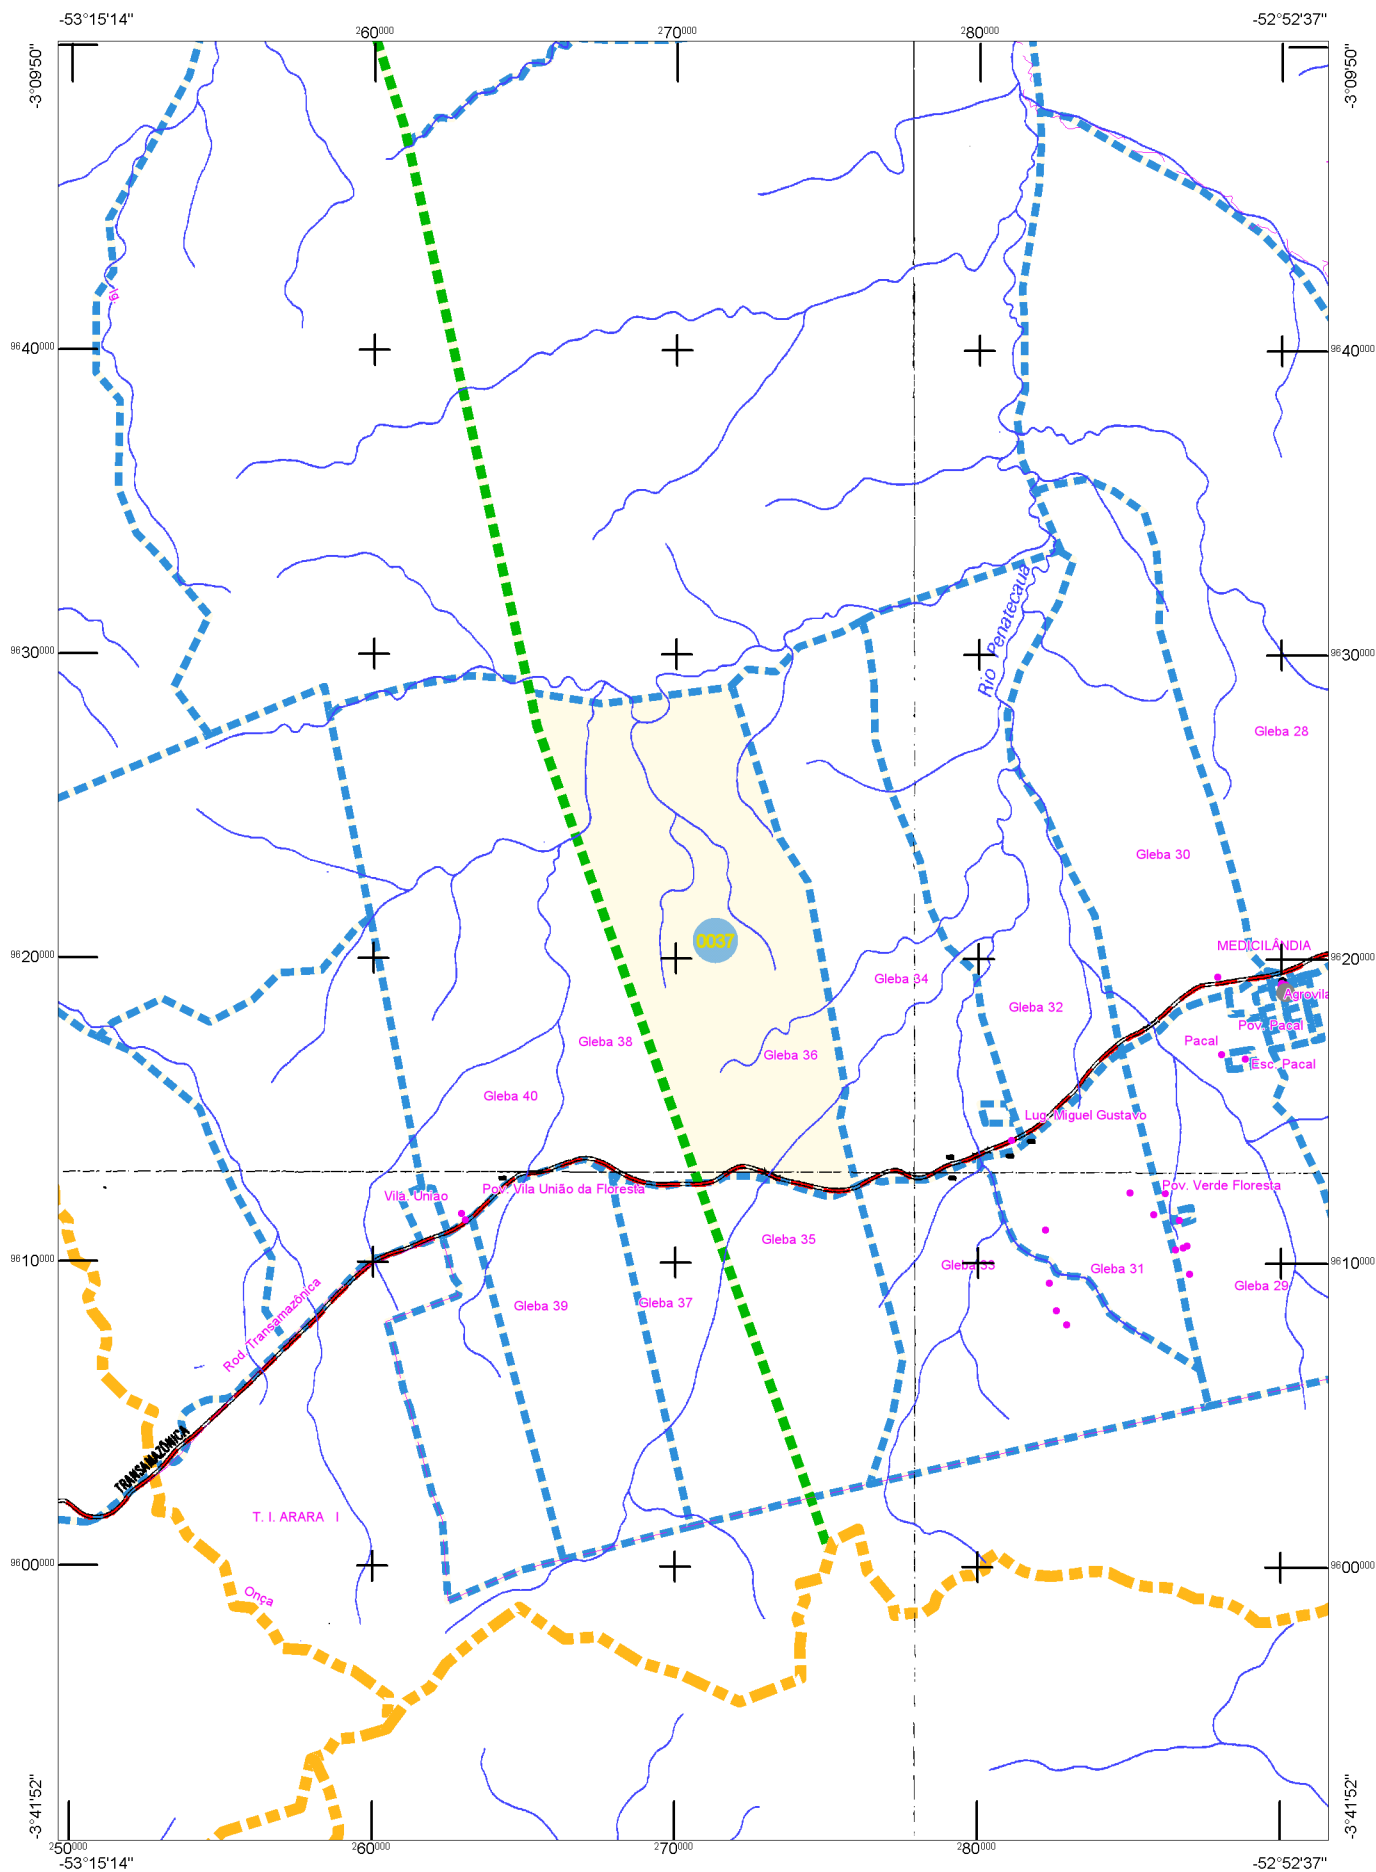 -53°15'14"
-52°52'37"
260000
270000
280000
-3°09'50"
-3°09'50"
Ig.
9640000
9640000
Rio Penatecaua
9630000
9630000
Gleba 28
Gleba 30
0037
MEDICILÂNDIA
9620000
9620000
Gleba 34
Agrovila
Gleba 32
Pov. Pacal
Gleba 38
Gleba 36
Pacal
Esc. Pacal
Gleba 40
Lug. Miguel Gustavo
Vila. Uniao
Pov. Vila União da Floresta
Pov. Verde Floresta
Gleba 35
9610000
9610000
Gleba 33
Gleba 31
Gleba 29
Rod. Transamazônica
Gleba 39
Gleba 37
TRANSAMAZÔNICA
T. I. ARARA I
9600000
9600000
Onça
-3°41'52"
-3°41'52"
250000
260000
270000
280000
-53°15'14"
-52°52'37"